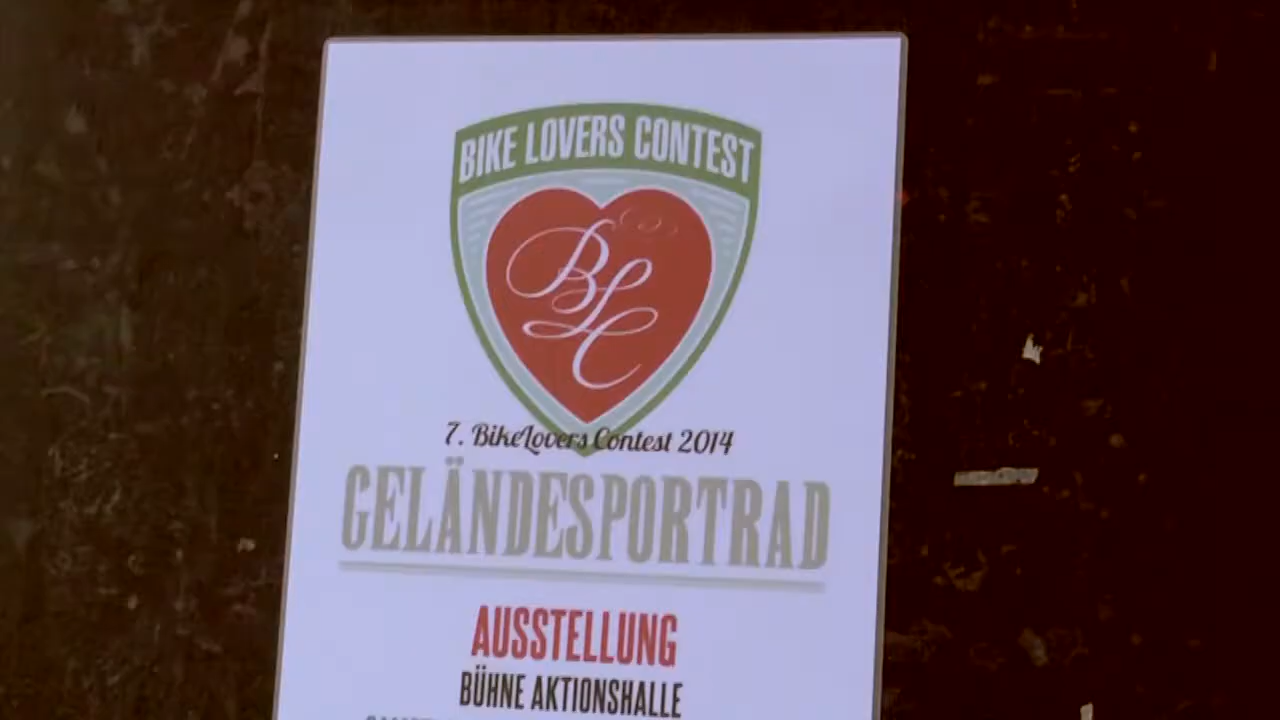 BIKE LOVERS CONTEST
BLC
7. BikeLovers Contest 2014
GELÄNDESPORTRAD
AUSSTELLUNG
BÜHNE AKTIONSHALLE